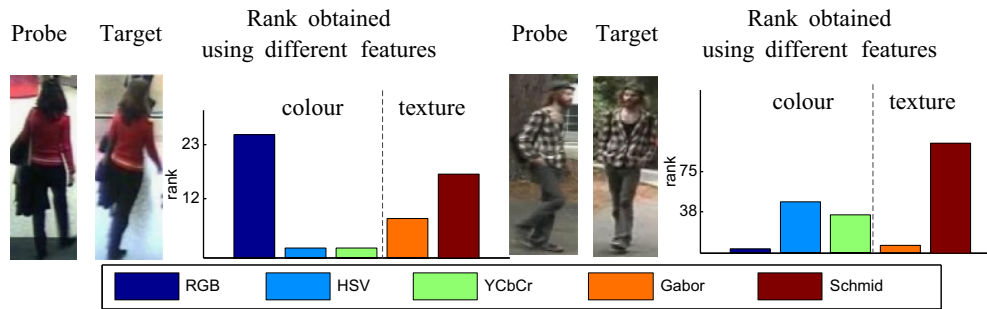 Probe Target
Rank obtained
using different features
colour texture
rank
23
12
Probe Target
Rank obtained
using different features
colour texture
rank
75
38
RGB HSV YCbCr Gabor Schmid